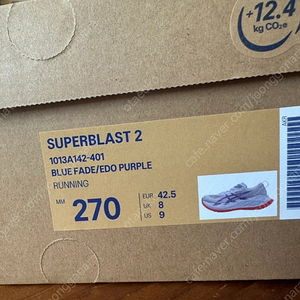 +12.4
kg CO₂e
SUPERBLAST 2
1013A142-401
BLUE FADE/EDO PURPLE
RUNNING
MM 270
EUR 42.5
UK 8
US 9
AKR